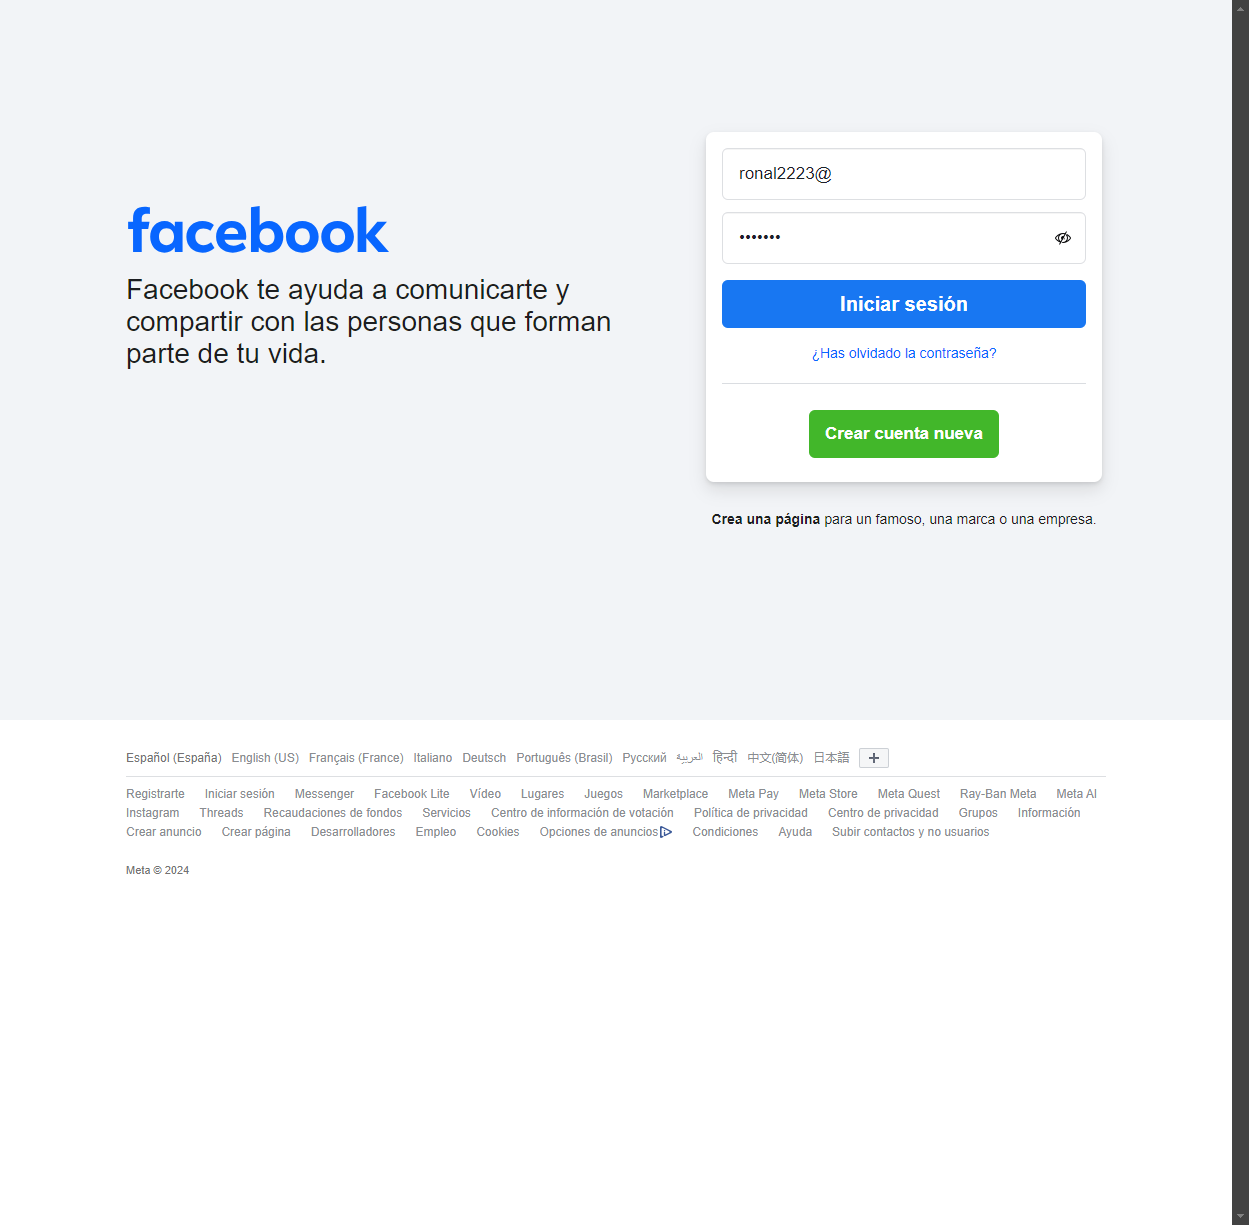 facebook
Facebook te ayuda a comunicarte y
compartir con las personas que forman
parte de tu vida.
ronal2223@
•••••••
Iniciar sesión
¿Has olvidado la contraseña?
Crear cuenta nueva
Crea una página para un famoso, una marca o una empresa.
Español (España) English (US) Français (France) Italiano Deutsch Português (Brasil) Русский العربية हिन्दी 中文(简体) 日本語
Registrarte Iniciar sesión Messenger Facebook Lite Vídeo Lugares Juegos Marketplace Meta Pay Meta Store Meta Quest Ray-Ban Meta Meta AI
Instagram Threads Recaudaciones de fondos Servicios Centro de información de votación Política de privacidad Centro de privacidad Grupos Información
Crear anuncio Crear página Desarrolladores Empleo Cookies Opciones de anuncios Condiciones Ayuda Subir contactos y no usuarios
Meta © 2024